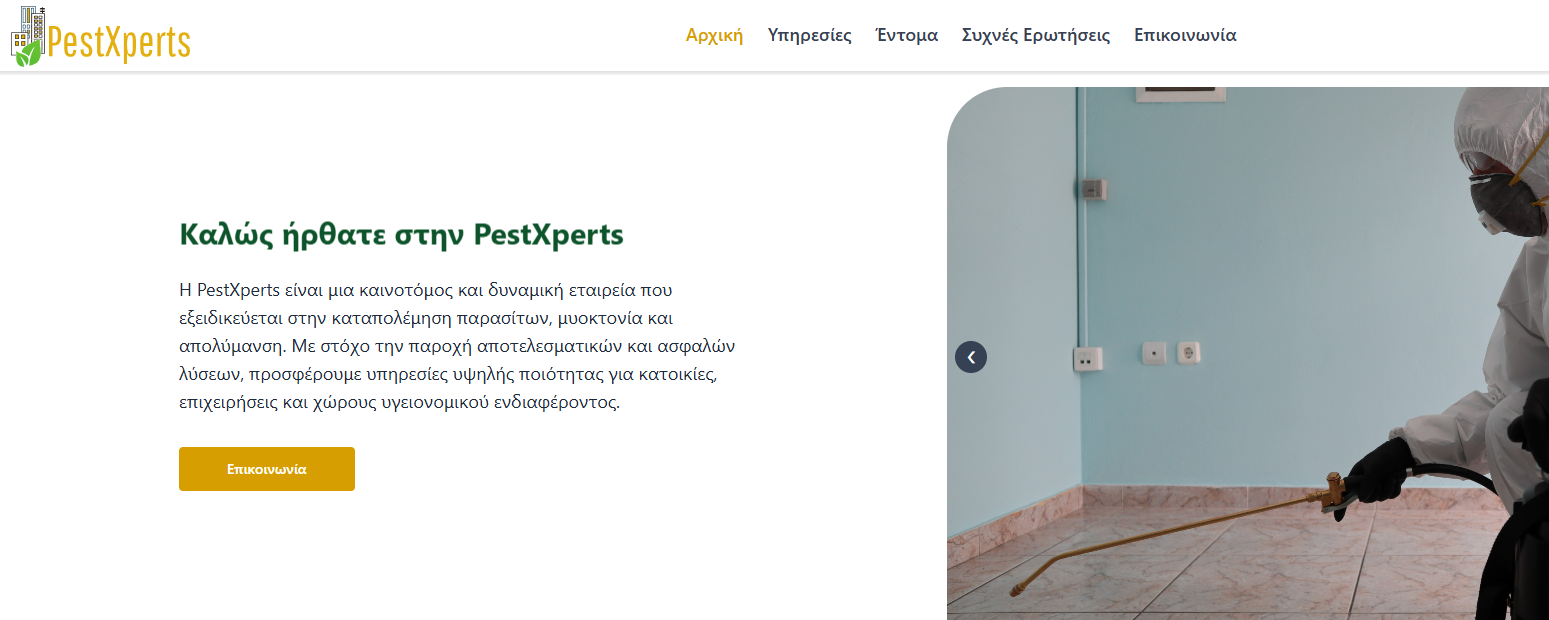 PestXperts
Αρχική Υπηρεσίες Έντομα Συχνές Ερωτήσεις Επικοινωνία
Καλώς ήρθατε στην PestXperts
Η PestXperts είναι μια καινοτόμος και δυναμική εταιρεία που
εξειδικεύεται στην καταπολέμηση παρασίτων, μυοκτονία και
απολύμανση. Με στόχο την παροχή αποτελεσματικών και ασφαλών
λύσεων, προσφέρουμε υπηρεσίες υψηλής ποιότητας για κατοικίες,
επιχειρήσεις και χώρους υγειονομικού ενδιαφέροντος.
Επικοινωνία